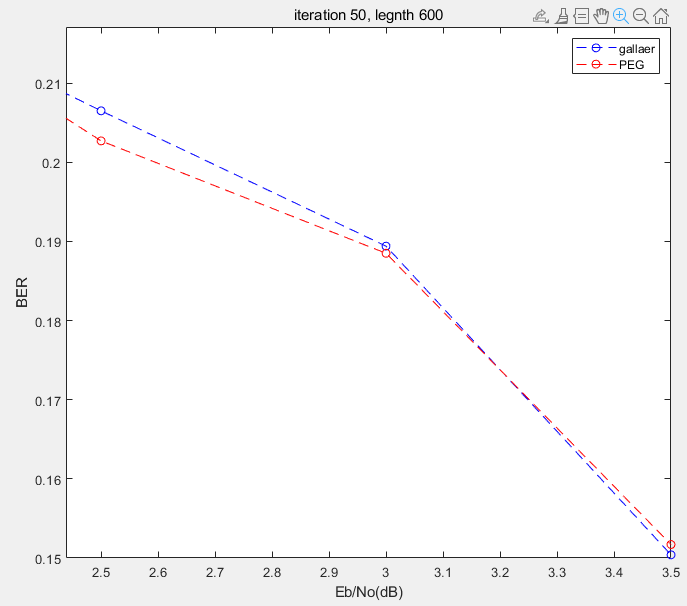 iteration 50, legnth 600
gallaer
PEG
0.21
0.2
0.19
0.18
0.17
0.16
0.15
BER
2.5 2.6 2.7 2.8 2.9 3 3.1 3.2 3.3 3.4 3.5
Eb/No(dB)